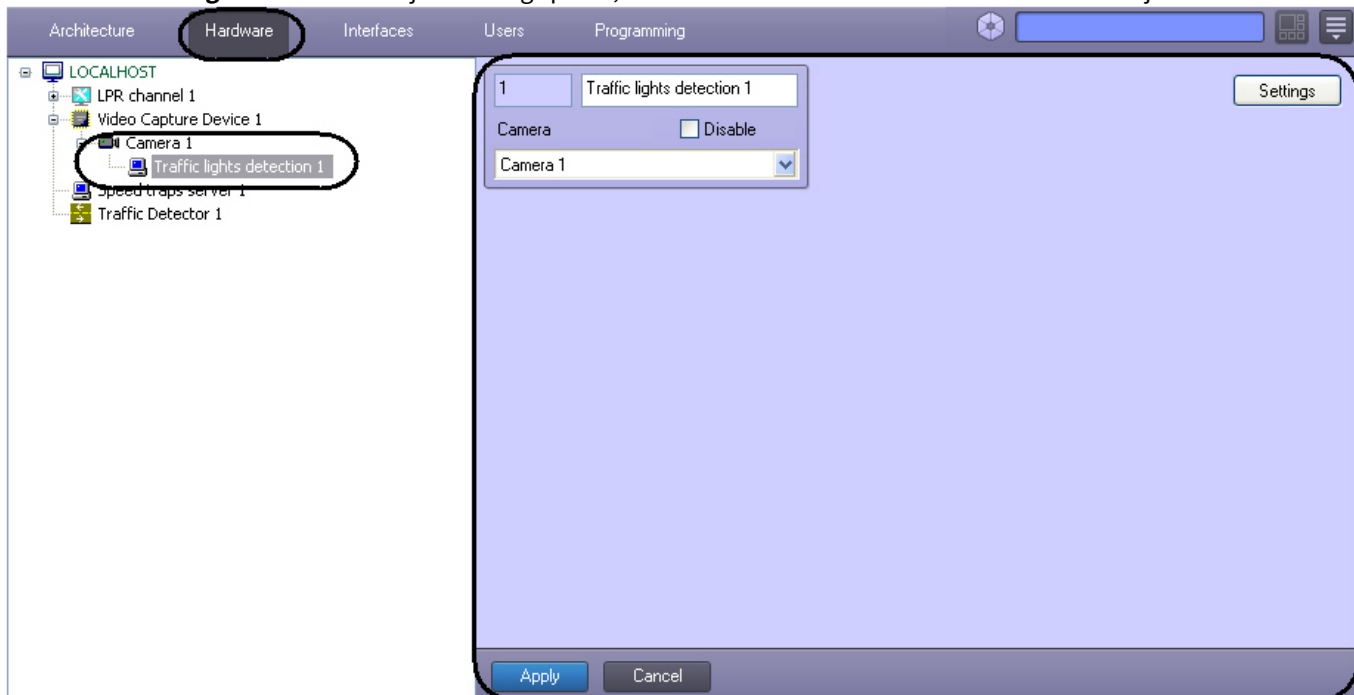 Architecture Hardware Interfaces Users Programming
LOCALHOST
LPR channel 1
Video Capture Device 1
Camera 1
Traffic lights detection 1
Speed traps server 1
Traffic Detector 1
1 Traffic lights detection 1
Settings
Camera Disable
Camera 1
Apply Cancel